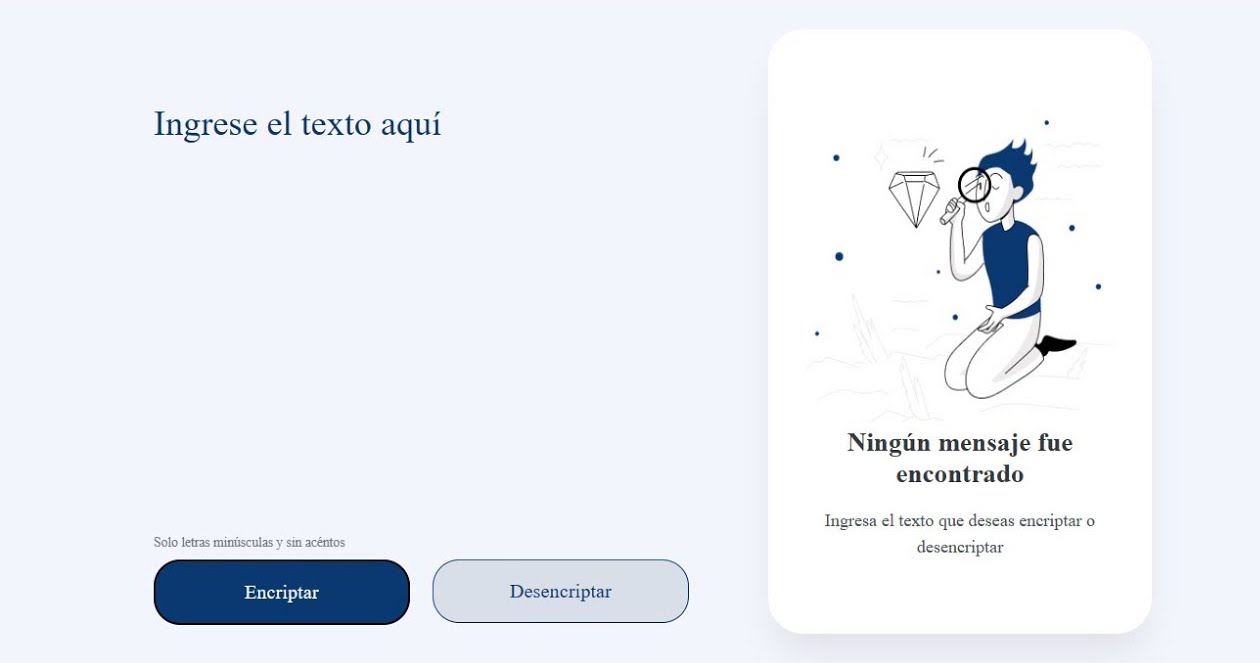 Ingrese el texto aquí
Solo letras minúsculas y sin acéntos
Encriptar
Desencriptar
Ningún mensaje fue
encontrado
Ingresa el texto que deseas encriptar o
desencriptar